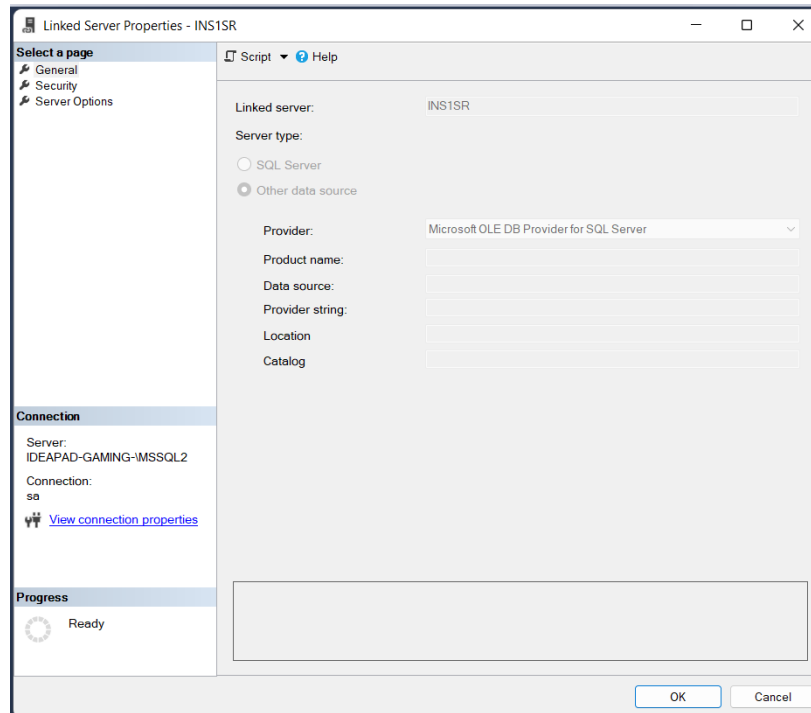 Linked Server Properties - INS1SR
Select a page
General
Security
Server Options
Script Help
Linked server: INS1SR
Server type:
SQL Server
Other data source
Provider: Microsoft OLE DB Provider for SQL Server
Product name:
Data source:
Provider string:
Location
Catalog
Connection
Server:
IDEAPAD-GAMING-\MSSQL2
Connection:
sa
View connection properties
Progress
Ready
OK Cancel